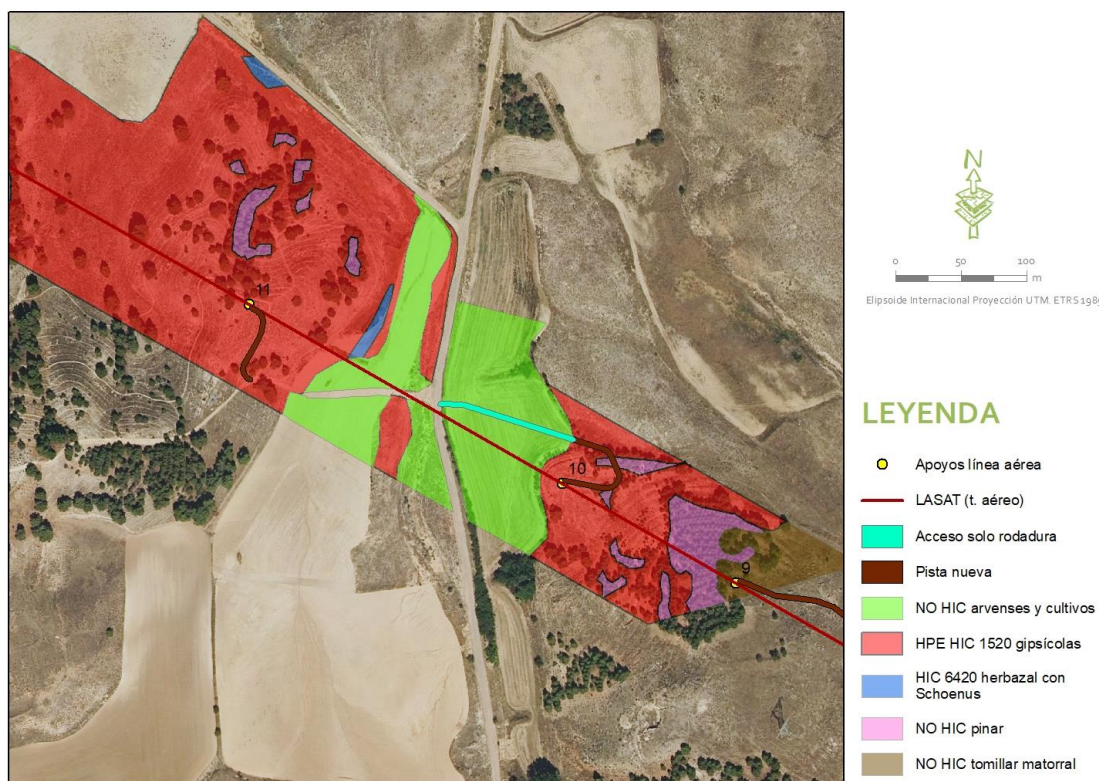 11
10
9
N
0 50 100
m
Elipsoide Internacional Proyección UTM. ETRS 198
LEYENDA
Apoyos línea aérea
LASAT (t. aéreo)
Acceso solo rodadura
Pista nueva
NO HIC arvenses y cultivos
HPE HIC 1520 gipsícolas
HIC 6420 herbazal con
Schoenus
NO HIC pinar
NO HIC tomillar matorral